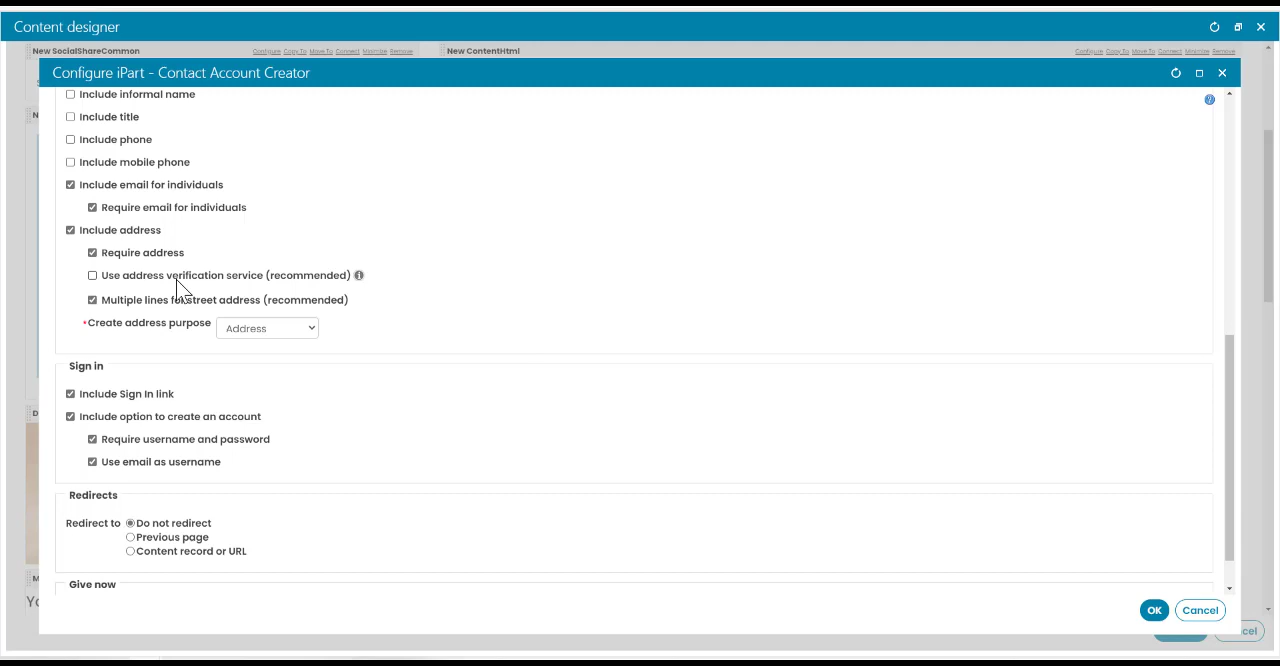 Content designer
New SocialShareCommon Configure Copy To Move To Connect Minimize Remove New ContentHtml Configure Copy To Move To Connect Minimize Remove
Configure iPart - Contact Account Creator
Include informal name
Include title
Include phone
Include mobile phone
Include email for individuals
Require email for individuals
Include address
Require address
Use address verification service (recommended)
Multiple lines for street address (recommended)
*Create address purpose Address
Sign in
Include Sign In link
Include option to create an account
Require username and password
Use email as username
Redirects
Redirect to Do not redirect
Previous page
Content record or URL
Give now
OK Cancel